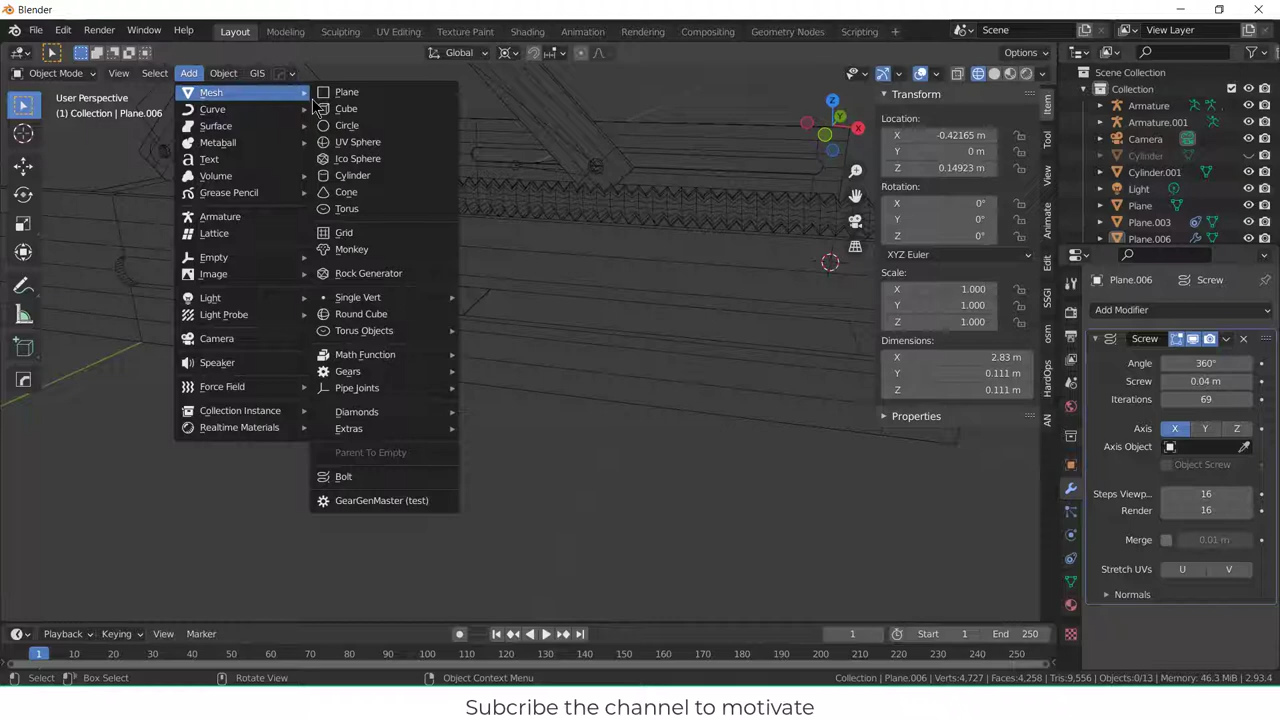 Blender
File Edit Render Window Help Layout Modeling Sculpting UV Editing Texture Paint Shading Animation Rendering Compositing Geometry Nodes Scripting Scene View Layer
Global Options
Object Mode View Select Add Object GIS
User Perspective
(1) Collection | Plane.006
Mesh
Curve
Surface
Metaball
Text
Volume
Grease Pencil
Armature
Lattice
Empty
Image
Light
Light Probe
Camera
Speaker
Force Field
Collection Instance
Realtime Materials
Plane
Cube
Circle
UV Sphere
Ico Sphere
Cylinder
Cone
Torus
Grid
Monkey
Rock Generator
Single Vert
Round Cube
Torus Objects
Math Function
Gears
Pipe Joints
Diamonds
Extras
Parent To Empty
Bolt
GearGenMaster (test)
Z
Y
X
Transform
Location:
X -0.42165 m
Y 0 m
Z 0.14923 m
Rotation:
X 0°
Y 0°
Z 0°
XYZ Euler
Scale:
X 1.000
Y 1.000
Z 1.000
Dimensions:
X 2.83 m
Y 0.111 m
Z 0.111 m
Properties
Item
Tool
View
Animate
Edit
SSGI
osm
HardOps
AN
Scene Collection
Collection
Armature
Armature.001
Camera
Cylinder
Cylinder.001
Light
Plane
Plane.003
Plane.006
Plane.006 Screw
Add Modifier
Screw
Angle 360°
Screw 0.04 m
Iterations 69
Axis X Y Z
Axis Object
Object Screw
Steps Viewp... 16
Render 16
Merge 0.01 m
Stretch UVs U V
Normals
Playback Keying View Marker 1 Start 1 End 250
1 10 20 30 40 50 60 70 80 90 100 110 120 130 140 150 160 170 180 190 200 210 220 230 240 250
Select Box Select Rotate View Object Context Menu Collection | Plane.006 | Verts:4,727 | Faces:4,258 | Tris:9,556 | Objects:0/13 | Memory: 46.3 MiB | 2.93.4
Subcribe the channel to motivate